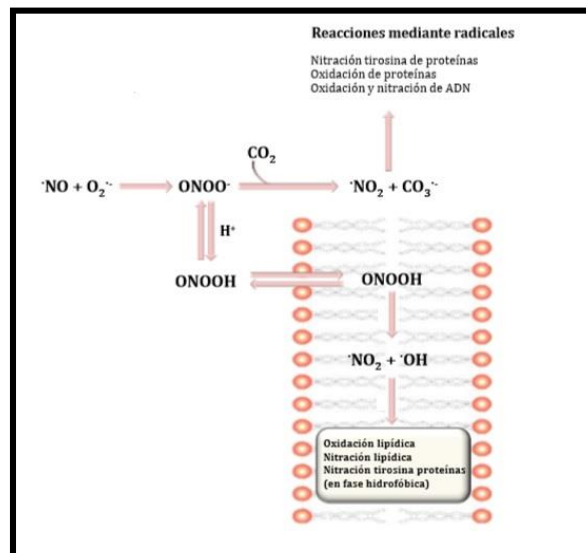 Reacciones mediante radicales
Nitración tirosina de proteínas
Oxidación de proteínas
Oxidación y nitración de ADN
CO₂
˙NO + O₂˙⁻
ONOO⁻
˙NO₂ + CO₃˙⁻
H⁺
ONOOH
ONOOH
˙NO₂ + ˙OH
Oxidación lipídica
Nitración lipídica
Nitración tirosina proteínas
(en fase hidrofóbica)